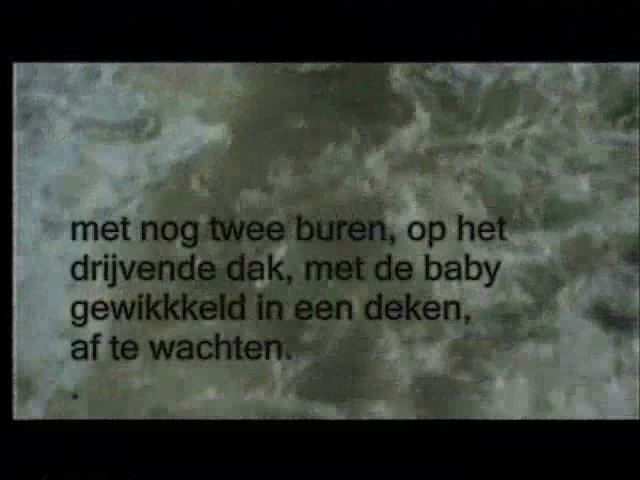 met nog twee buren, op het
drijvende dak, met de baby
gewikkkeld in een deken,
af te wachten.